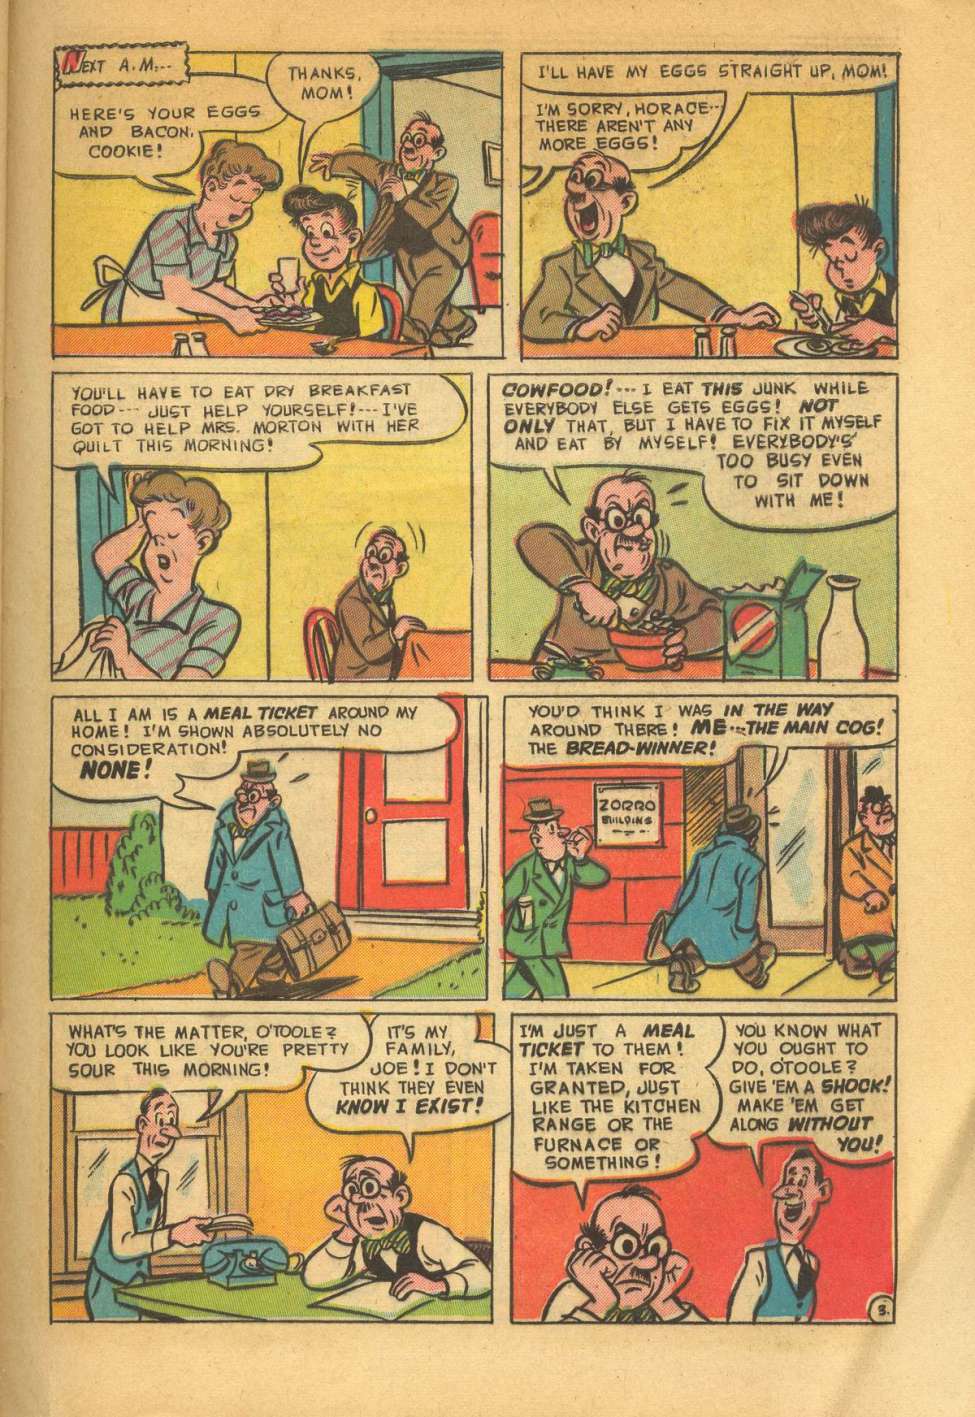 NEXT A.M.--
HERE'S YOUR EGGS
AND BACON,
COOKIE!
THANKS,
MOM!
I'LL HAVE MY EGGS STRAIGHT UP, MOM!
I'M SORRY, HORACE--
THERE AREN'T ANY
MORE EGGS!
YOU'LL HAVE TO EAT DRY BREAKFAST
FOOD--- JUST HELP YOURSELF!--- I'VE
GOT TO HELP MRS. MORTON WITH HER
QUILT THIS MORNING!
COWFOOD!--- I EAT THIS JUNK WHILE
EVERYBODY ELSE GETS EGGS! NOT
ONLY THAT, BUT I HAVE TO FIX IT MYSELF
AND EAT BY MYSELF! EVERYBODY'S
TOO BUSY EVEN
TO SIT DOWN
WITH ME!
ALL I AM IS A MEAL TICKET AROUND MY
HOME! I'M SHOWN ABSOLUTELY NO
CONSIDERATION!
NONE!
YOU'D THINK I WAS IN THE WAY
AROUND THERE! ME---THE MAIN COG!
THE BREAD-WINNER!
ZORRO
BUILDING
WHAT'S THE MATTER, O'TOOLE?
YOU LOOK LIKE YOU'RE PRETTY
SOUR THIS MORNING!
IT'S MY
FAMILY,
JOE! I DON'T
THINK THEY EVEN
KNOW I EXIST!
I'M JUST A MEAL
TICKET TO THEM!
I'M TAKEN FOR
GRANTED, JUST
LIKE THE KITCHEN
RANGE OR THE
FURNACE OR
SOMETHING!
YOU KNOW WHAT
YOU OUGHT TO
DO, O'TOOLE?
GIVE 'EM A SHOCK!
MAKE 'EM GET
ALONG WITHOUT
YOU!
3.